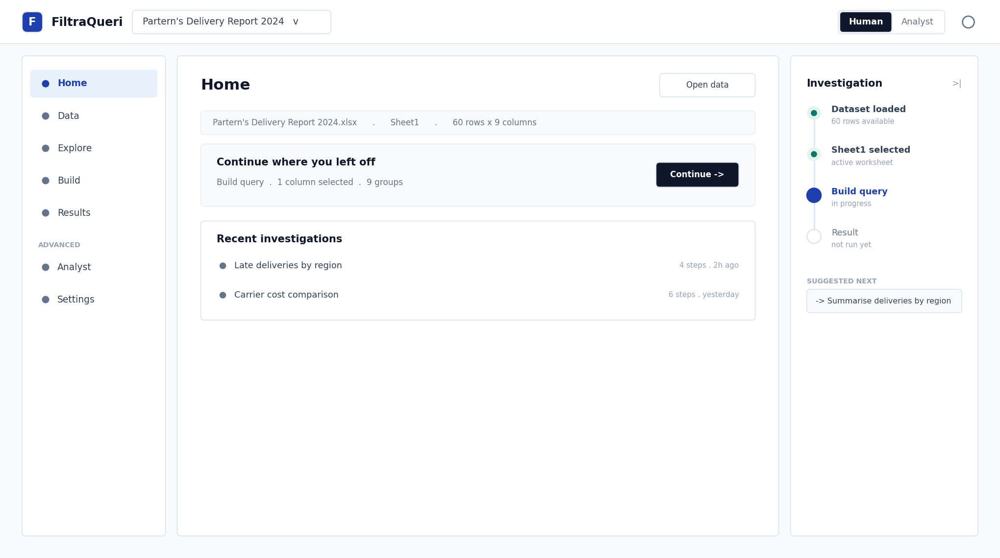 F FiltraQueri Partern's Delivery Report 2024 v Human Analyst
Home
Data
Explore
Build
Results
ADVANCED
Analyst
Settings
Home Open data
Partern's Delivery Report 2024.xlsx . Sheet1 . 60 rows x 9 columns
Continue where you left off
Build query . 1 column selected . 9 groups
Continue ->
Recent investigations
Late deliveries by region 4 steps . 2h ago
Carrier cost comparison 6 steps . yesterday
Investigation >|
Dataset loaded
60 rows available
Sheet1 selected
active worksheet
Build query
in progress
Result
not run yet
SUGGESTED NEXT
-> Summarise deliveries by region